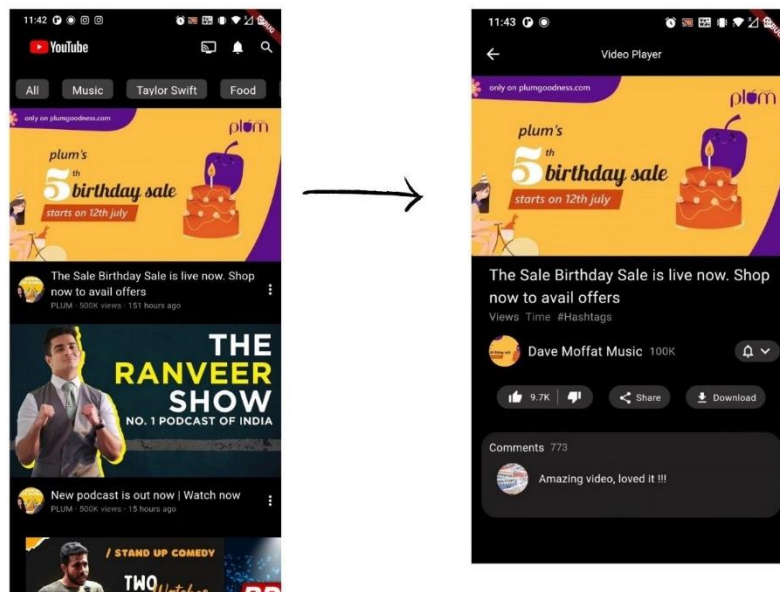 11:42
YouTube
All Music Taylor Swift Food
only on plumgoodness.com
plum
plum's
5th birthday sale
starts on 12th july
The Sale Birthday Sale is live now. Shop
now to avail offers
PLUM · 500K views · 151 hours ago
THE
RANVEER
SHOW
NO. 1 PODCAST OF INDIA
New podcast is out now | Watch now
PLUM · 500K views · 15 hours ago
/ STAND UP COMEDY
TWO
11:43
Video Player
only on plumgoodness.com
plum
plum's
5th birthday sale
starts on 12th july
The Sale Birthday Sale is live now. Shop
now to avail offers
Views Time #Hashtags
Dave Moffat Music 100K
9.7K Share Download
Comments 773
Amazing video, loved it !!!